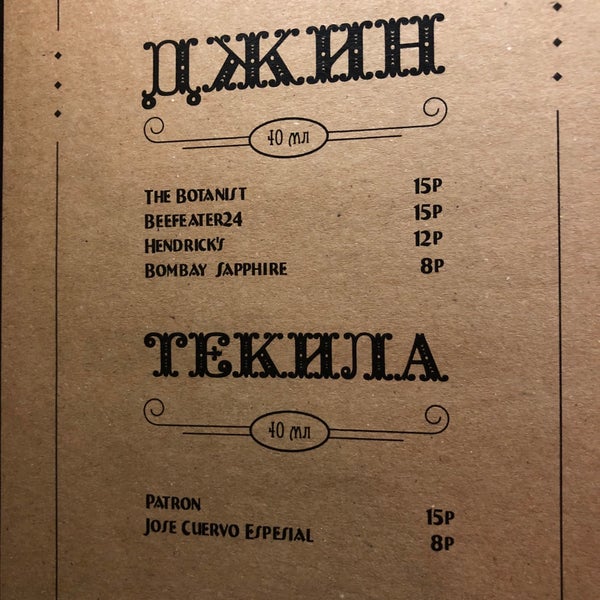 ДЖИН
40 мл
THE BOTANIST 15Р
BEEFEATER24 15Р
HENDRICK'S 12Р
BOMBAY SAPPHIRE 8Р
ТЕКИЛА
40 мл
PATRON 15Р
JOSE CUERVO ESPESIAL 8Р